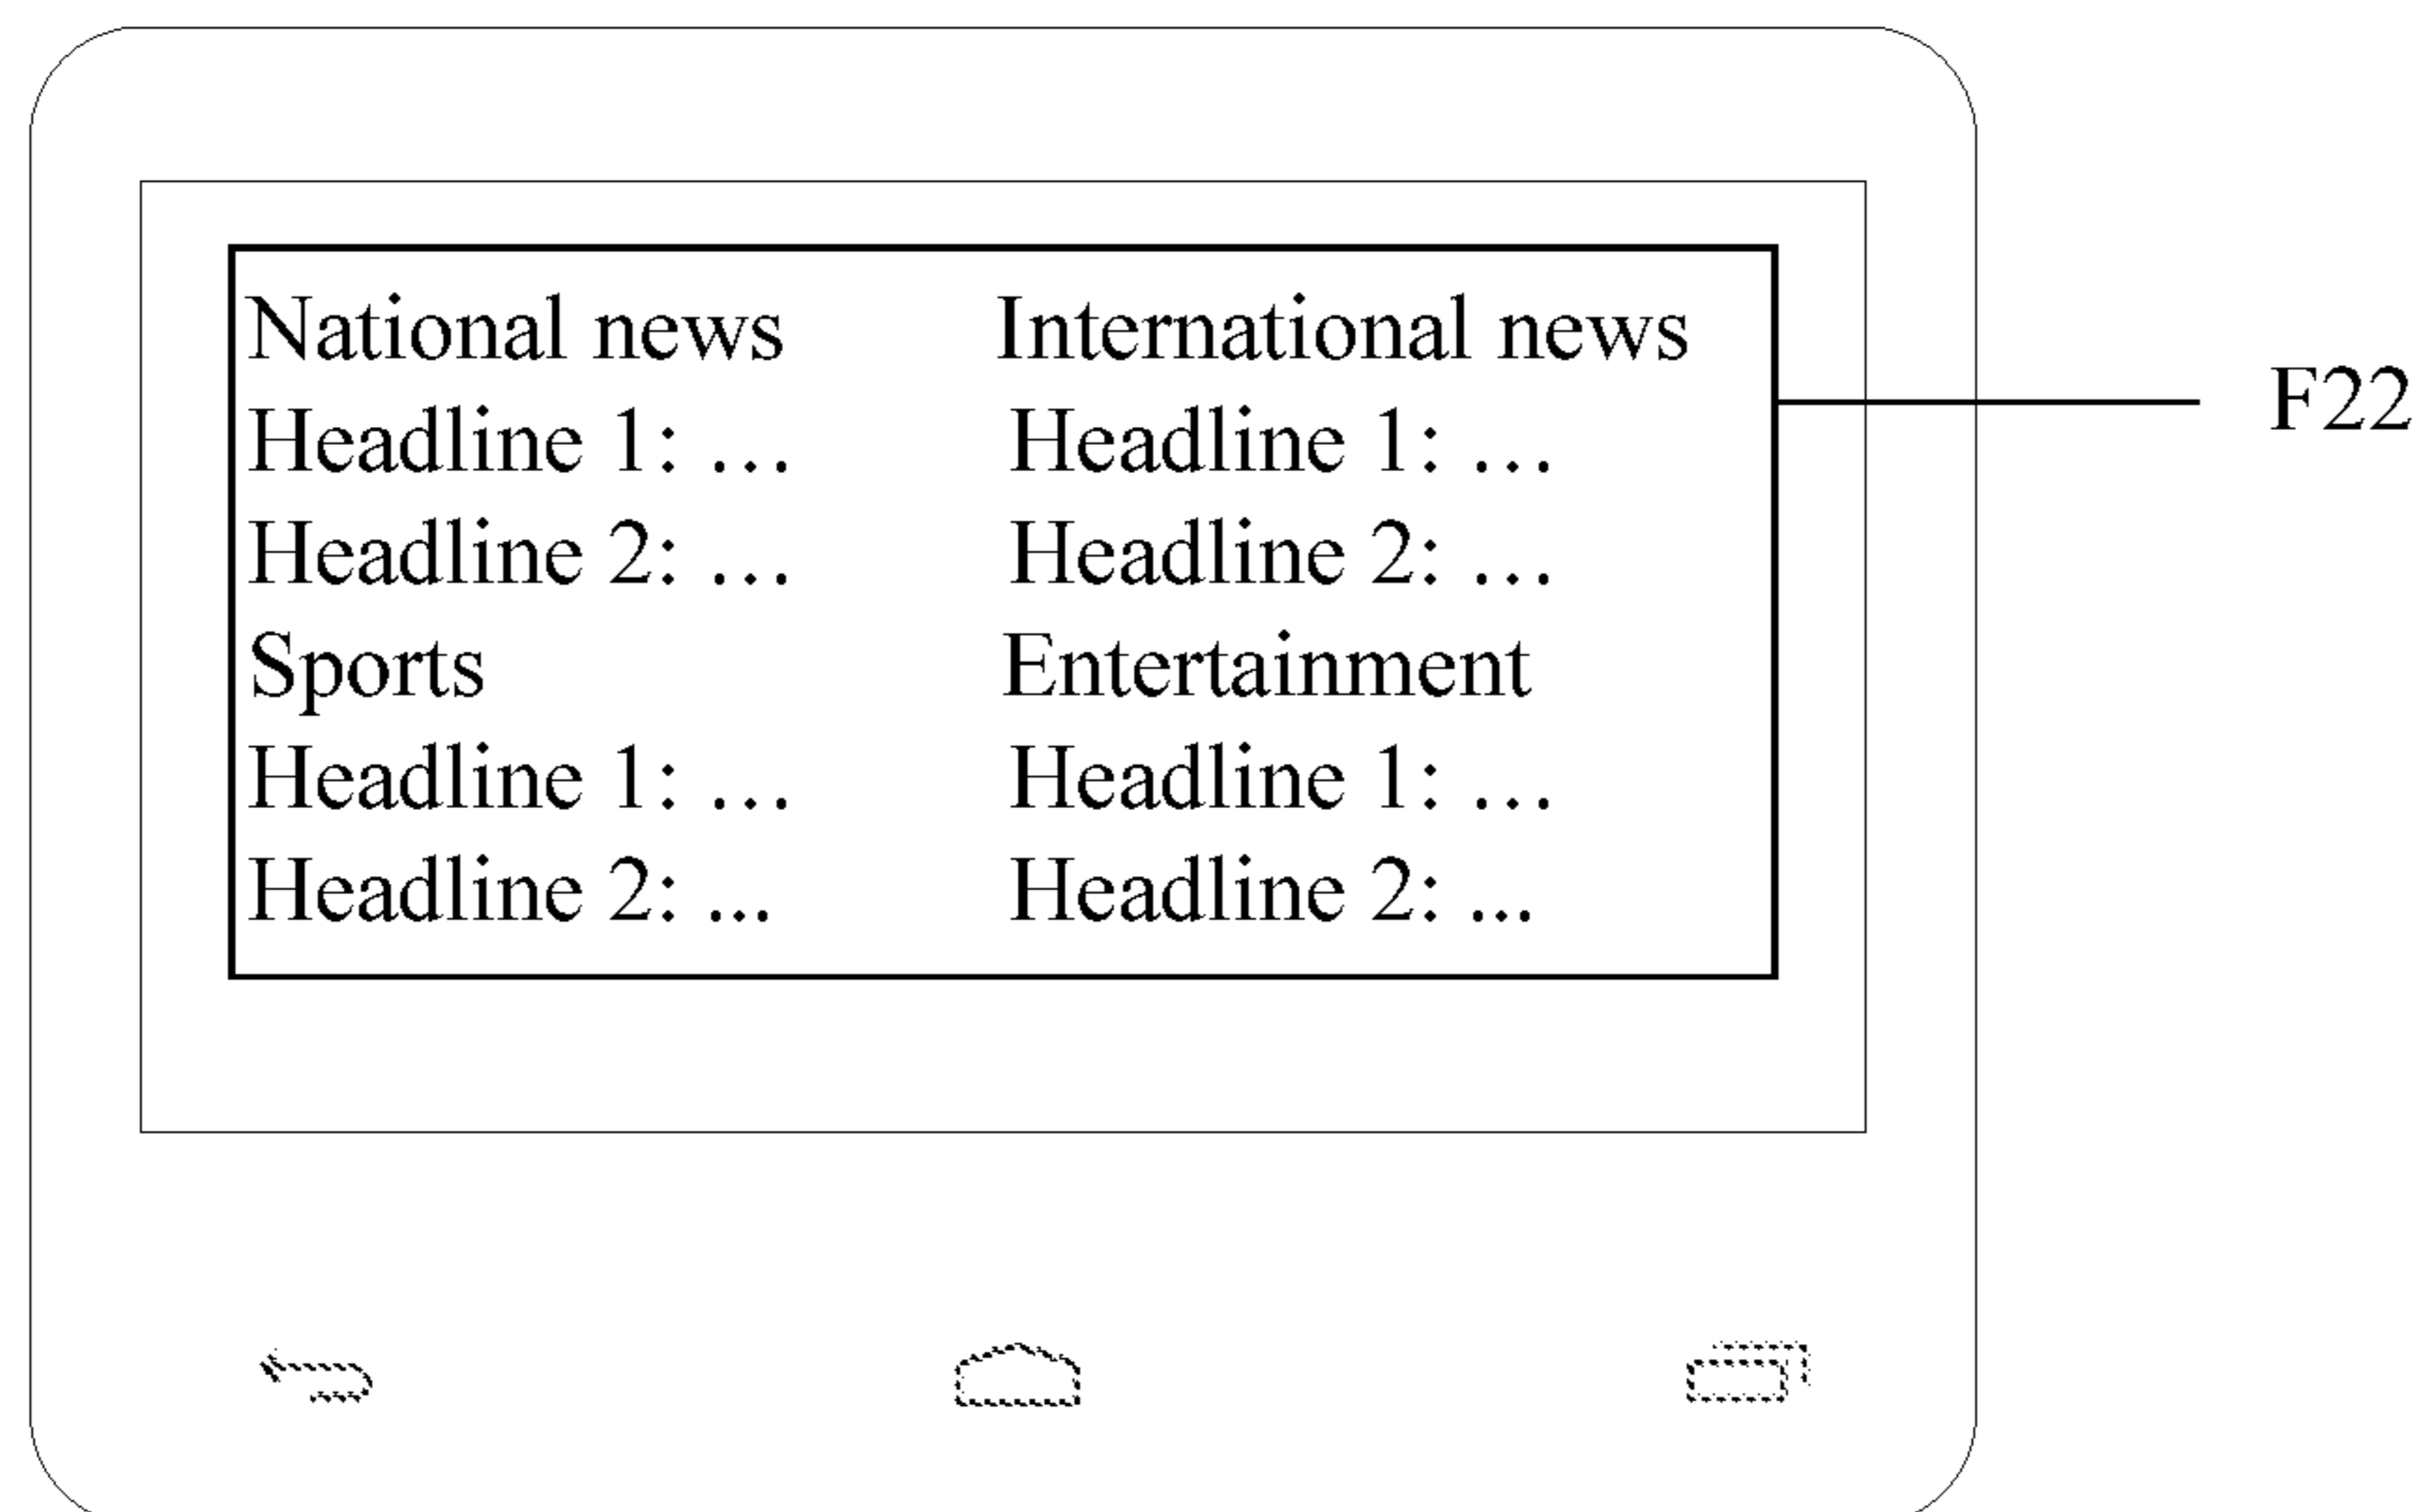 National news International news
Headline 1: ... Headline 1: ...
Headline 2: ... Headline 2: ...
Sports Entertainment
Headline 1: ... Headline 1: ...
Headline 2: ... Headline 2: ...
F22